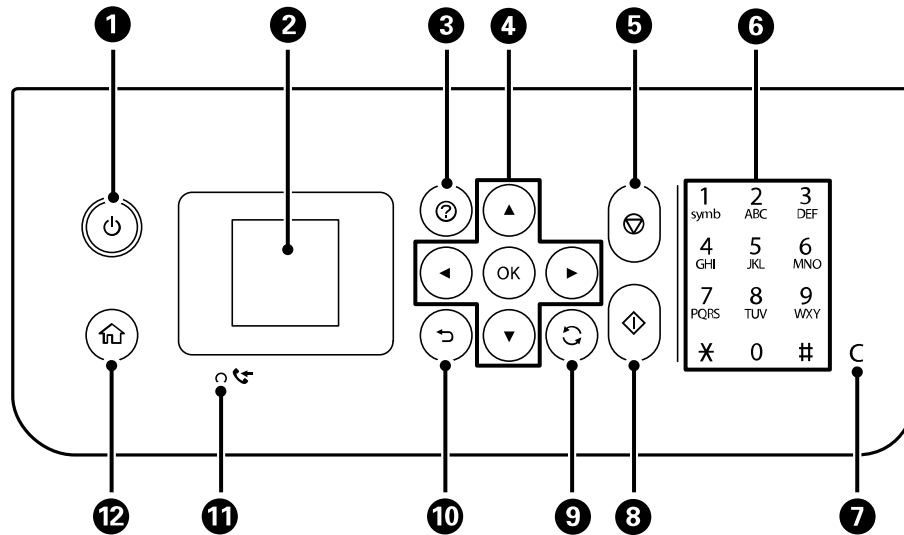 1 2 3 4 5 6
1 2 3
symb ABC DEF
OK
4 5 6
GHI JKL MNO
7 8 9
PQRS TUV WXY
* 0 #
C
12 11 10 9 8 7